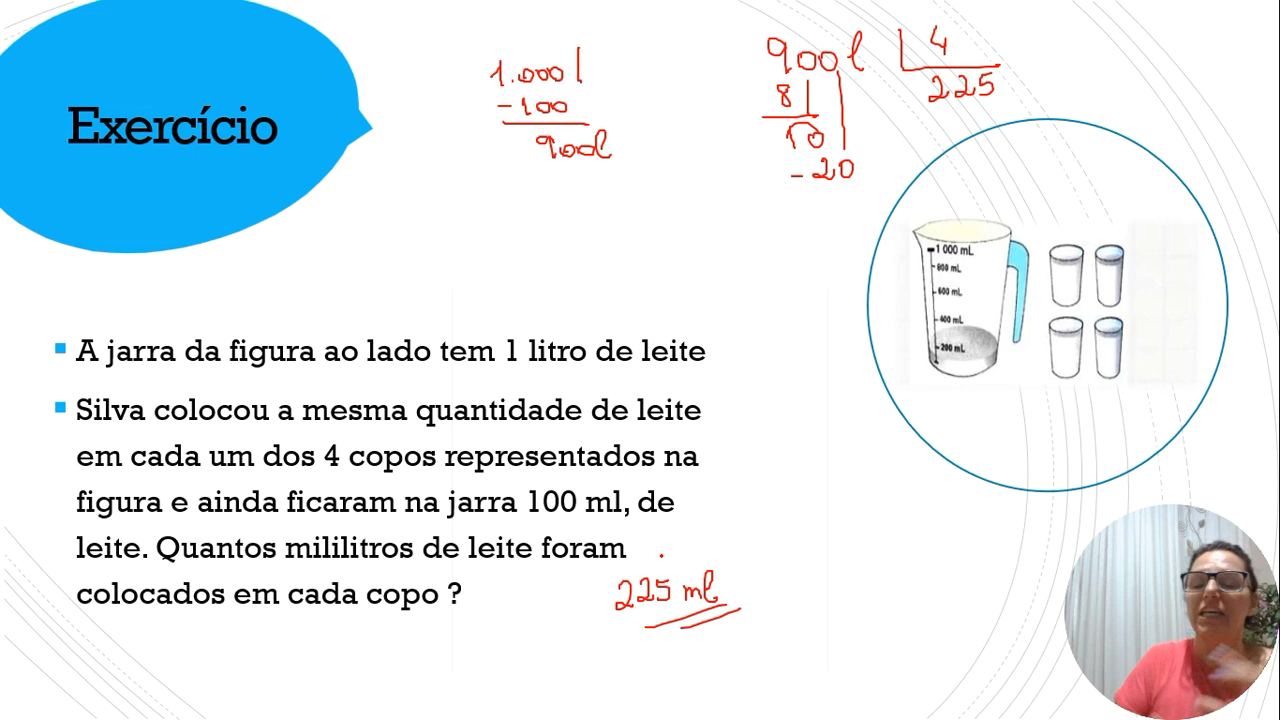 Exercício
1.000 l
-100
900l
900l 4
8 225
10
-20
1 000 mL
800 mL
600 mL
400 mL
200 mL
A jarra da figura ao lado tem 1 litro de leite
Silva colocou a mesma quantidade de leite
em cada um dos 4 copos representados na
figura e ainda ficaram na jarra 100 ml, de
leite. Quantos mililitros de leite foram
colocados em cada copo ?
225 ml